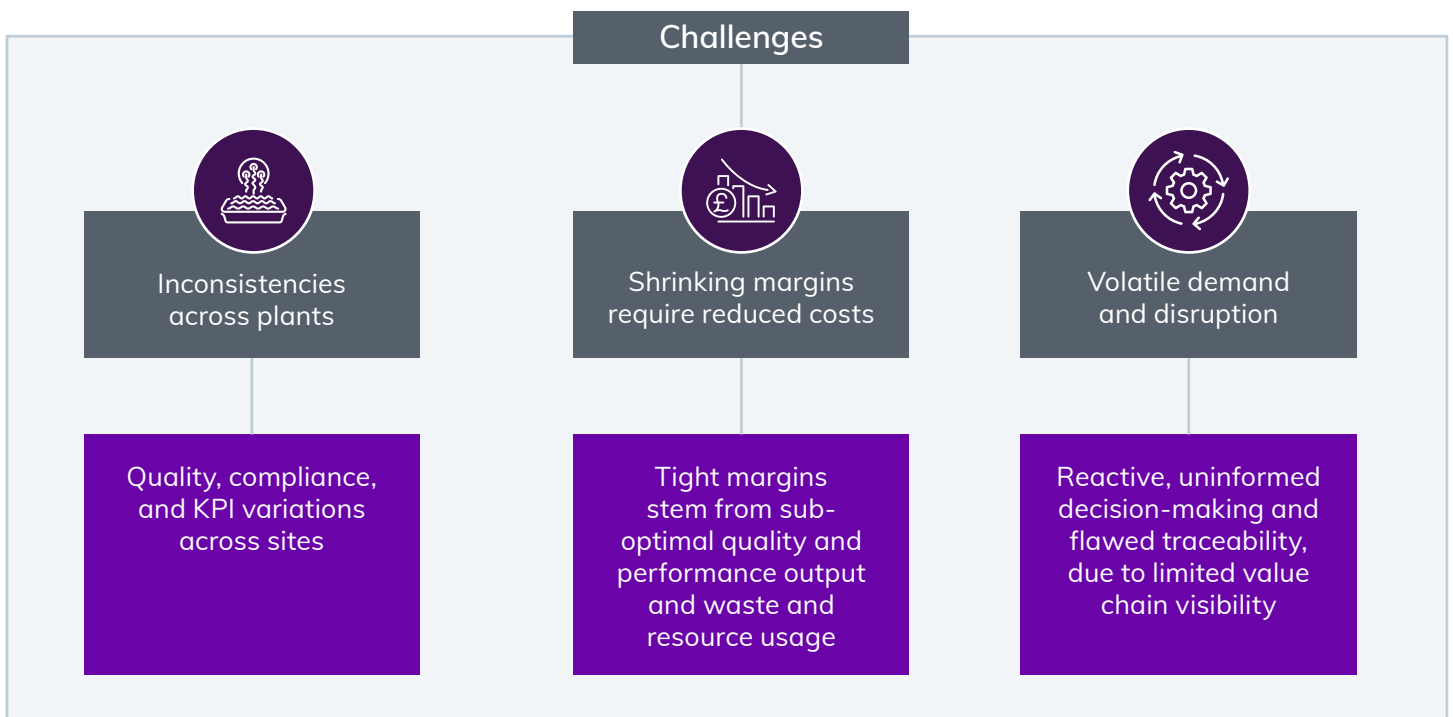 Challenges
Inconsistencies
across plants
Shrinking margins
require reduced costs
Volatile demand
and disruption
Quality, compliance,
and KPI variations
across sites
Tight margins
stem from sub-
optimal quality and
performance output
and waste and
resource usage
Reactive, uninformed
decision-making and
flawed traceability,
due to limited value
chain visibility
£